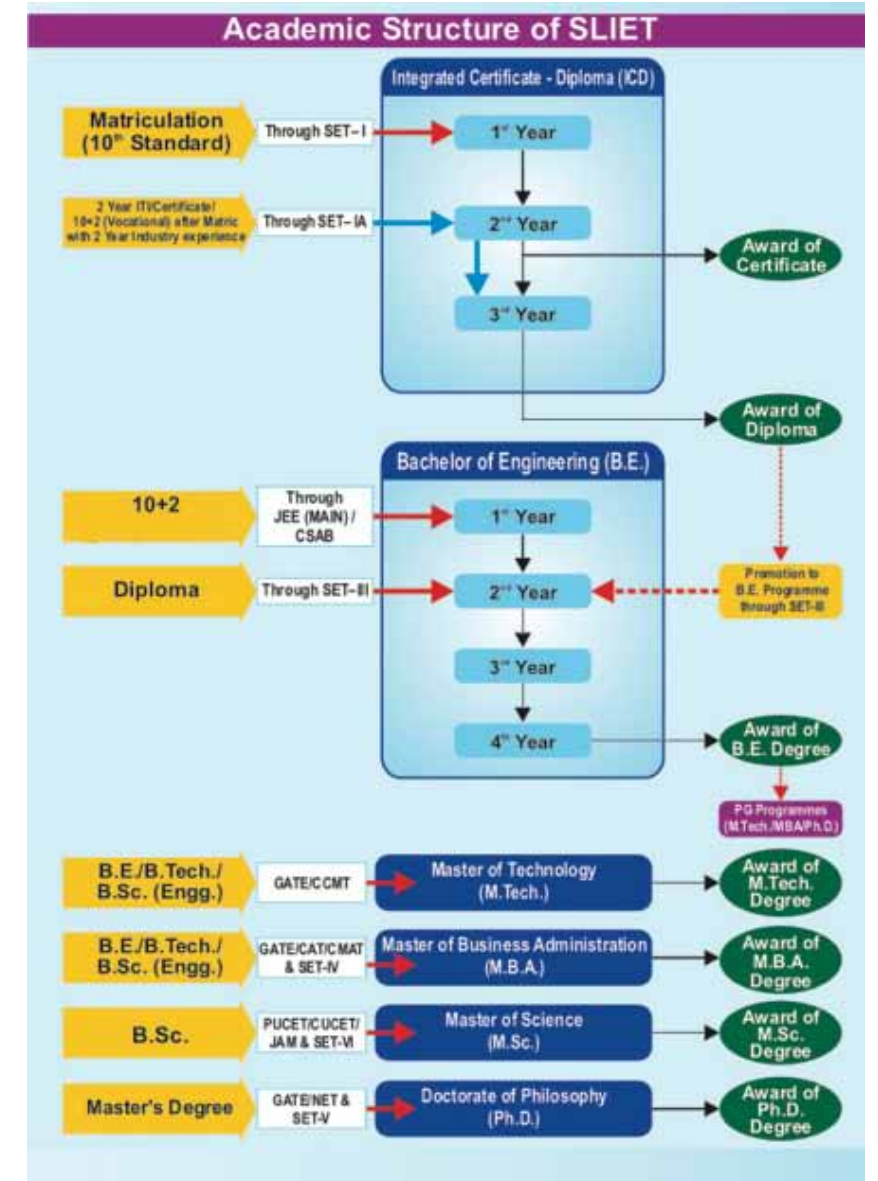 Academic Structure of SLIET
Integrated Certificate - Diploma (ICD)
Matriculation
(10th Standard)
Through SET– I
1st Year
2 Year ITI/Certificate/
10+2 (Vocational) after Matric
with 2 Year Industry experience
Through SET– IA
2nd Year
Award of
Certificate
3rd Year
Award of
Diploma
Bachelor of Engineering (B.E.)
10+2
Through
JEE (MAIN) /
CSAB
1st Year
Diploma
Through SET–III
2nd Year
Promotion to
B.E. Programme
through SET-III
3rd Year
4th Year
Award of
B.E. Degree
PG Programmes
(M.Tech./MBA/Ph.D.)
B.E./B.Tech./
B.Sc. (Engg.)
GATE/CCMT
Master of Technology
(M.Tech.)
Award of
M.Tech.
Degree
B.E./B.Tech./
B.Sc. (Engg.)
GATE/CAT/CMAT
& SET-IV
Master of Business Administration
(M.B.A.)
Award of
M.B.A.
Degree
B.Sc.
PUCET/CUCET/
JAM & SET-VI
Master of Science
(M.Sc.)
Award of
M.Sc.
Degree
Master's Degree
GATE/NET &
SET-V
Doctorate of Philosophy
(Ph.D.)
Award of
Ph.D.
Degree